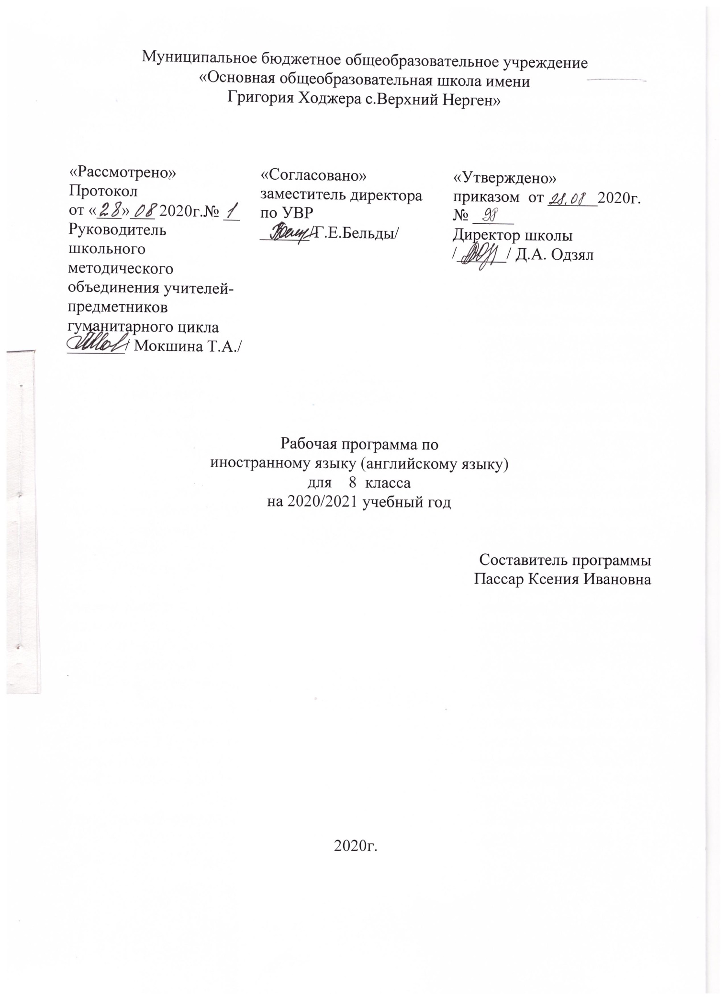 Муниципальное бюджетное общеобразовательное учреждение
«Основная общеобразовательная школа имени
Григория Ходжера с.Верхний Нерген»
«Рассмотрено»
Протокол
от «28» 08 2020г.№ 1
Руководитель
школьного
методического
объединения учителей-
предметников
гуманитарного цикла
/ Мокшина Т.А./
«Согласовано»
заместитель директора
по УВР
/Г.Е.Бельды/
«Утверждено»
приказом от 28.08 2020г.
№ 98
Директор школы
/ / Д.А. Одзял
Рабочая программа по
иностранному языку (английскому языку)
для 8 класса
на 2020/2021 учебный год
Составитель программы
Пассар Ксения Ивановна
2020г.